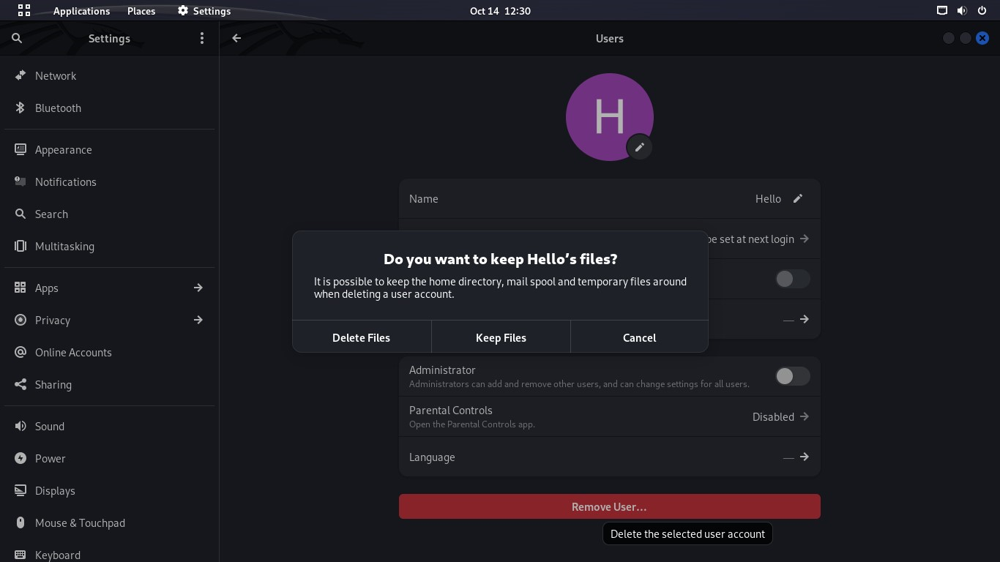 Applications Places Settings Oct 14 12:30
Settings
Users
Network
Bluetooth
Appearance
Notifications
Search
Multitasking
Apps
Privacy
Online Accounts
Sharing
Sound
Power
Displays
Mouse & Touchpad
Keyboard
H
Name Hello
be set at next login
—
Do you want to keep Hello’s files?
It is possible to keep the home directory, mail spool and temporary files around
when deleting a user account.
Delete Files Keep Files Cancel
Administrator
Administrators can add and remove other users, and can change settings for all users.
Parental Controls
Open the Parental Controls app.
Disabled
Language —
Remove User…
Delete the selected user account